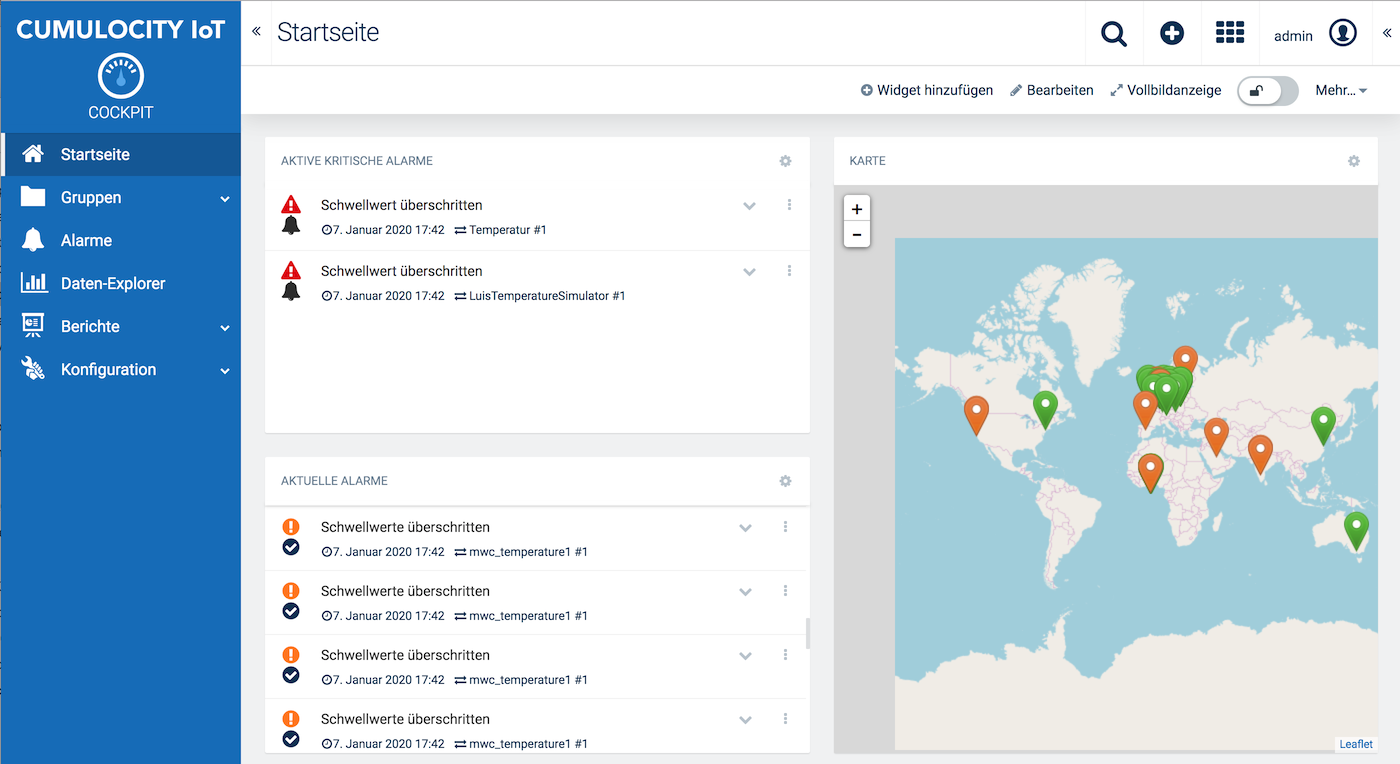 CUMULOCITY IoT
COCKPIT
Startseite
Gruppen
Alarme
Daten-Explorer
Berichte
Konfiguration
Startseite
admin
Widget hinzufügen
Bearbeiten
Vollbildanzeige
Mehr...
AKTIVE KRITISCHE ALARME
Schwellwert überschritten
7. Januar 2020 17:42 Temperatur #1
Schwellwert überschritten
7. Januar 2020 17:42 LuisTemperatureSimulator #1
AKTUELLE ALARME
Schwellwerte überschritten
7. Januar 2020 17:42 mwc_temperature1 #1
Schwellwerte überschritten
7. Januar 2020 17:42 mwc_temperature1 #1
Schwellwerte überschritten
7. Januar 2020 17:42 mwc_temperature1 #1
Schwellwerte überschritten
7. Januar 2020 17:42 mwc_temperature1 #1
KARTE
+
−
Leaflet